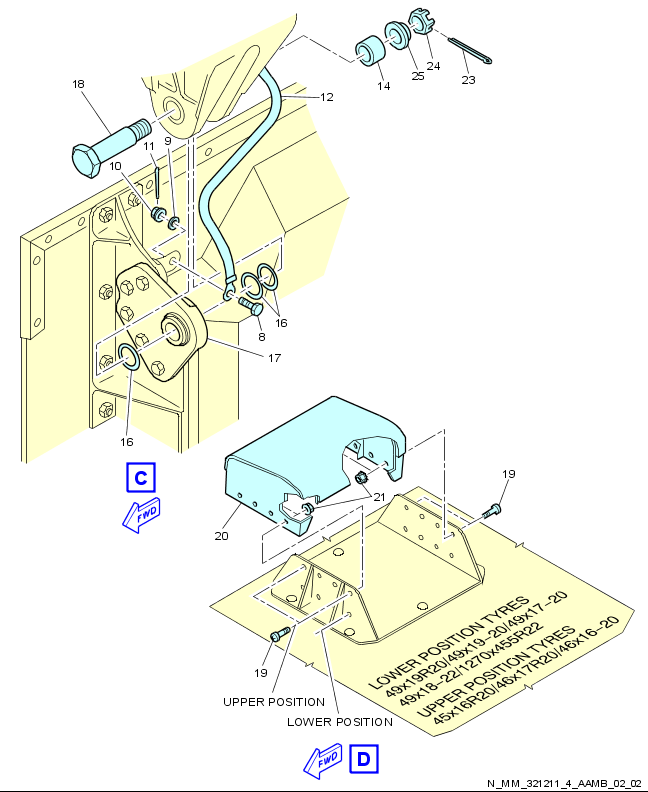 18
14
25
24
23
12
11
9
10
8
16
17
16
C
FWD
20
21
19
19
UPPER POSITION
LOWER POSITION
LOWER POSITION TYRES
49x19R20/49x19-20/49x17-20
49x18-22/1270x455R22
UPPER POSITION TYRES
45x16R20/46x17R20/46x16-20
FWD
D
N_MM_321211_4_AAMB_02_02